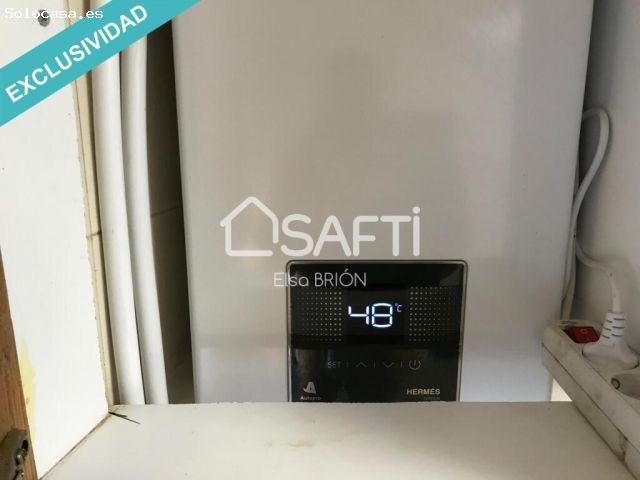 Solocasa.es
EXCLUSIVIDAD
SAFTi
Elsa BRIÓN
48°C
SET
HERMES